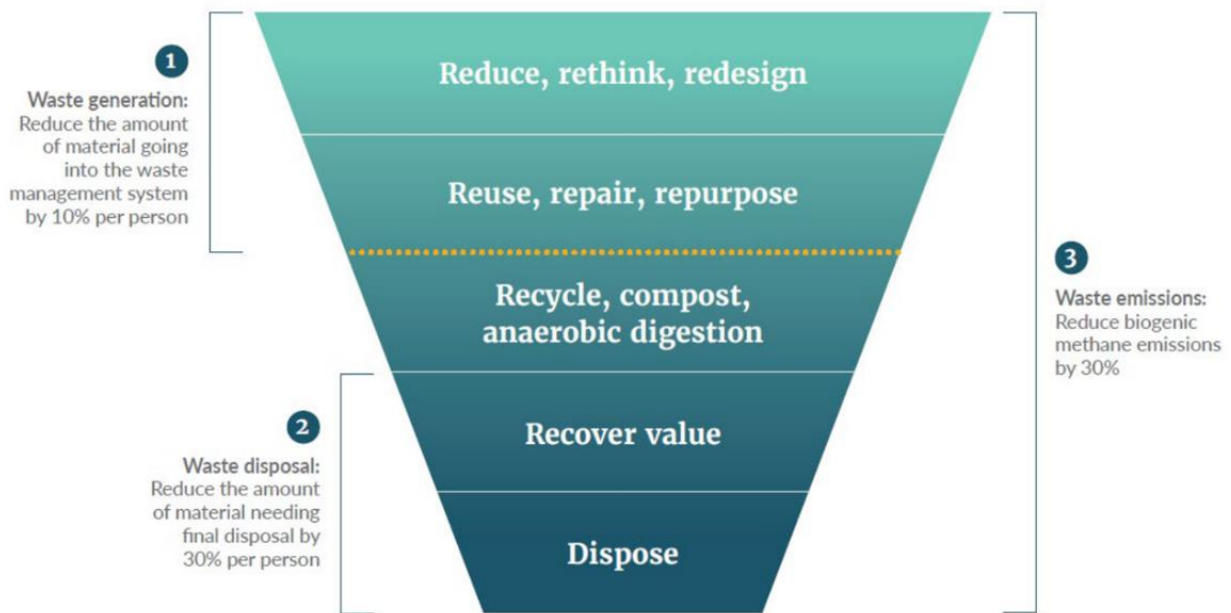 1
Waste generation:
Reduce the amount
of material going
into the waste
management system
by 10% per person
Reduce, rethink, redesign
Reuse, repair, repurpose
Recycle, compost,
anaerobic digestion
Recover value
Dispose
2
Waste disposal:
Reduce the amount
of material needing
final disposal by
30% per person
3
Waste emissions:
Reduce biogenic
methane emissions
by 30%